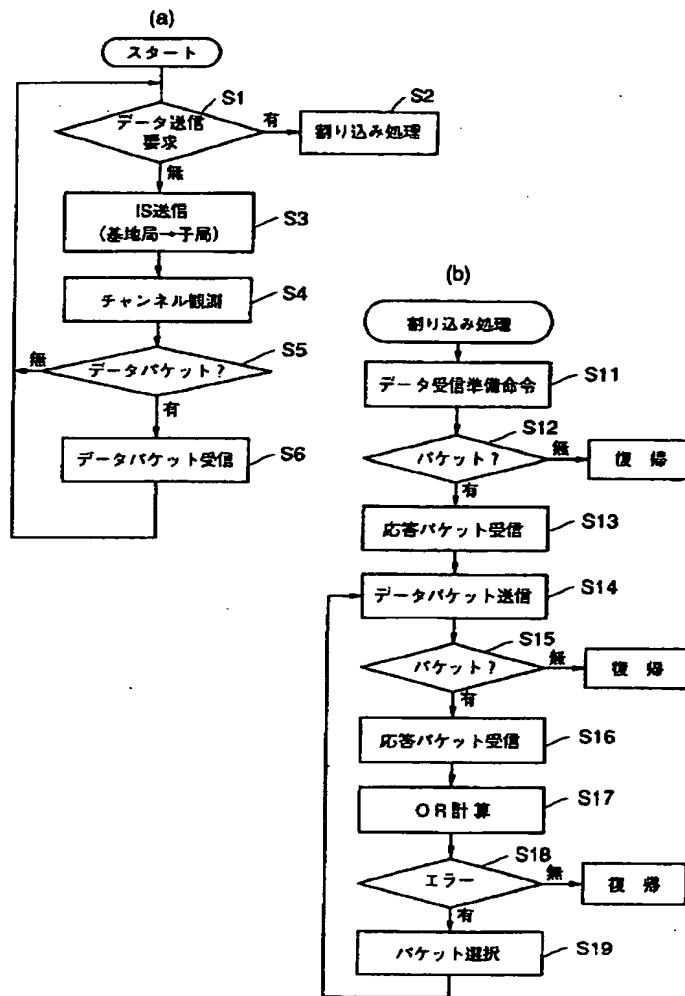 (a)
スタート
S1
データ送信
要求
有
S2
割り込み処理
無
IS送信
(基地局→子局)
S3
チャンネル観測
S4
無
データパケット?
S5
有
データパケット受信
S6
(b)
割り込み処理
データ受信準備命令
S11
パケット?
S12
無
復帰
有
応答パケット受信
S13
データパケット送信
S14
パケット?
S15
無
復帰
有
応答パケット受信
S16
OR計算
S17
エラー
S18
無
復帰
有
パケット選択
S19